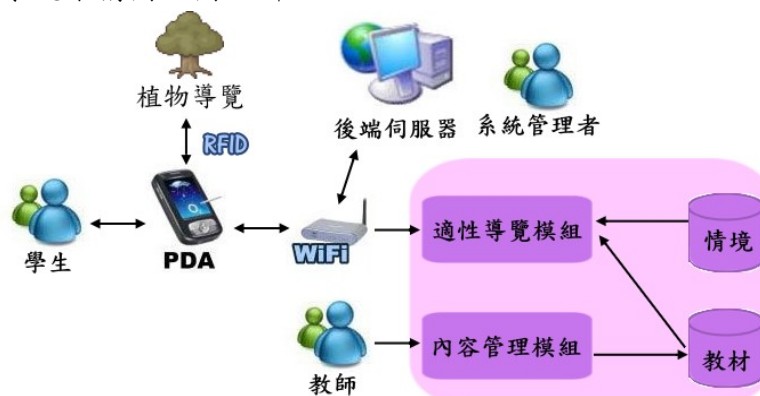 植物導覽
RFID
後端伺服器
系統管理者
學生
PDA
WiFi
適性導覽模組
情境
教師
內容管理模組
教材